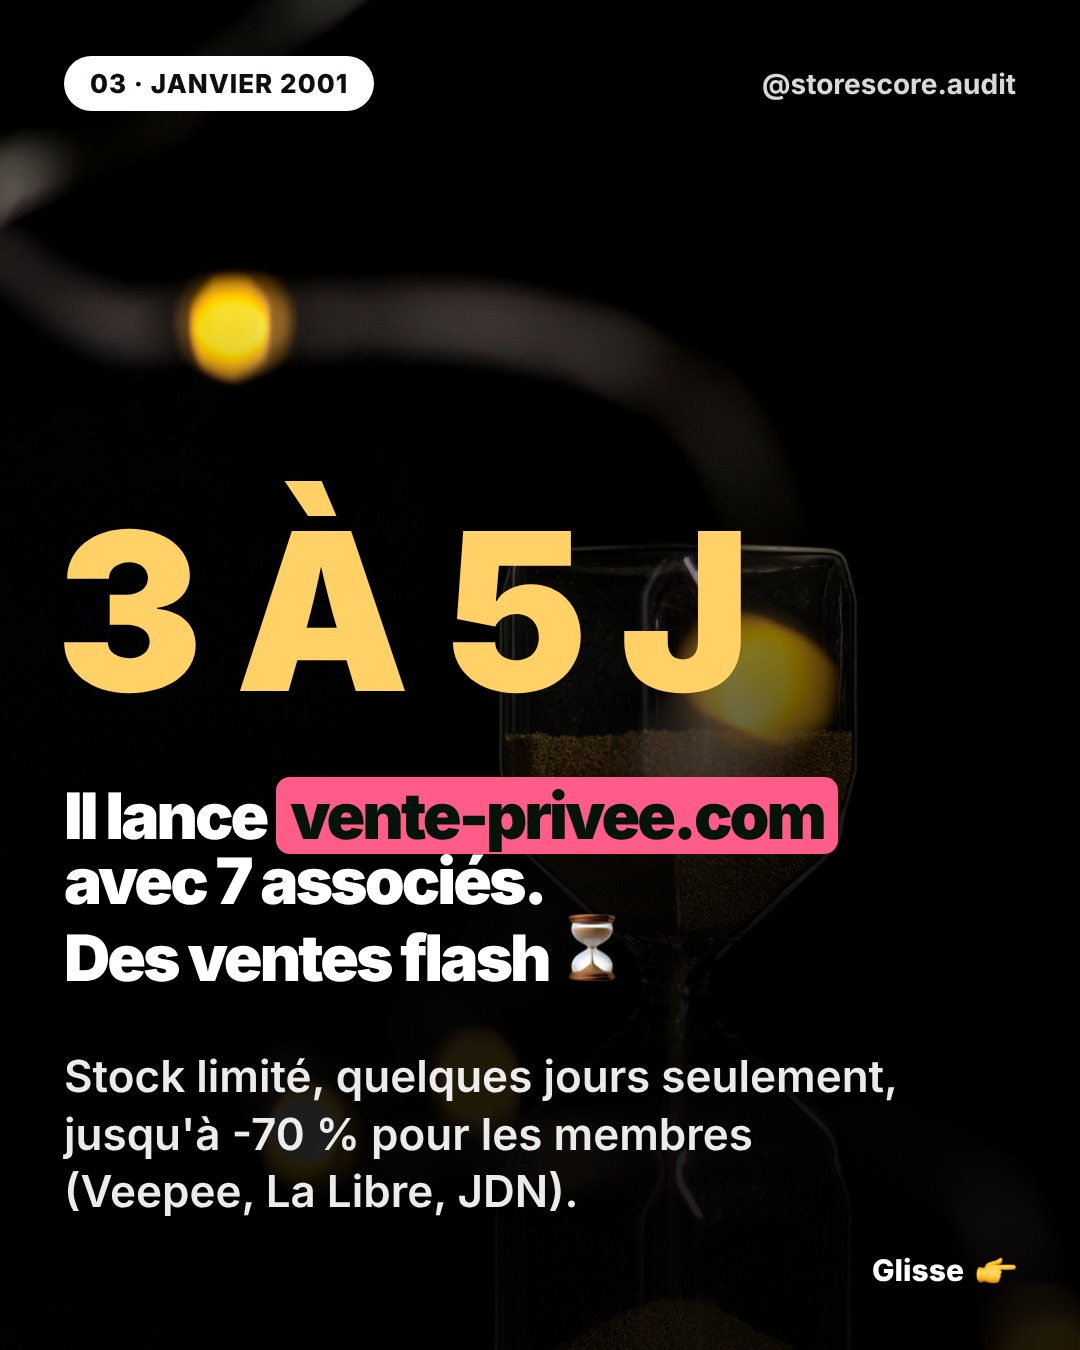 03 · JANVIER 2001
@storescore.audit
3 À 5 J
Il lance vente-privee.com
avec 7 associés.
Des ventes flash ⏳
Stock limité, quelques jours seulement,
jusqu'à -70 % pour les membres
(Veepee, La Libre, JDN).
Glisse 👉